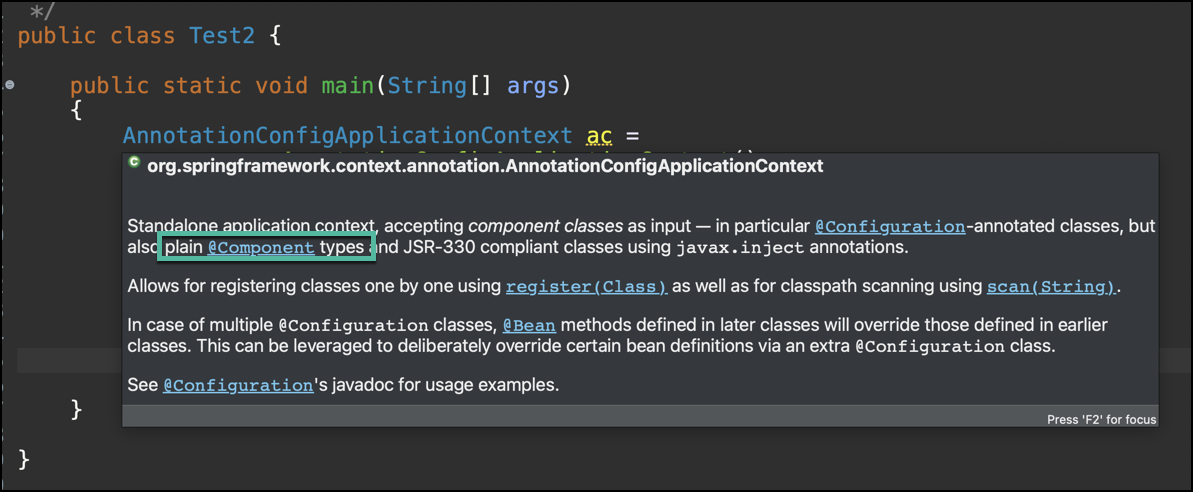 */
public class Test2 {
public static void main(String[] args)
{
AnnotationConfigApplicationContext ac =
org.springframework.context.annotation.AnnotationConfigApplicationContext
Standalone application context, accepting component classes as input — in particular @Configuration-annotated classes, but
also plain @Component types and JSR-330 compliant classes using javax.inject annotations.
Allows for registering classes one by one using register(Class) as well as for classpath scanning using scan(String).
In case of multiple @Configuration classes, @Bean methods defined in later classes will override those defined in earlier
classes. This can be leveraged to deliberately override certain bean definitions via an extra @Configuration class.
See @Configuration's javadoc for usage examples.
Press 'F2' for focus
}
}